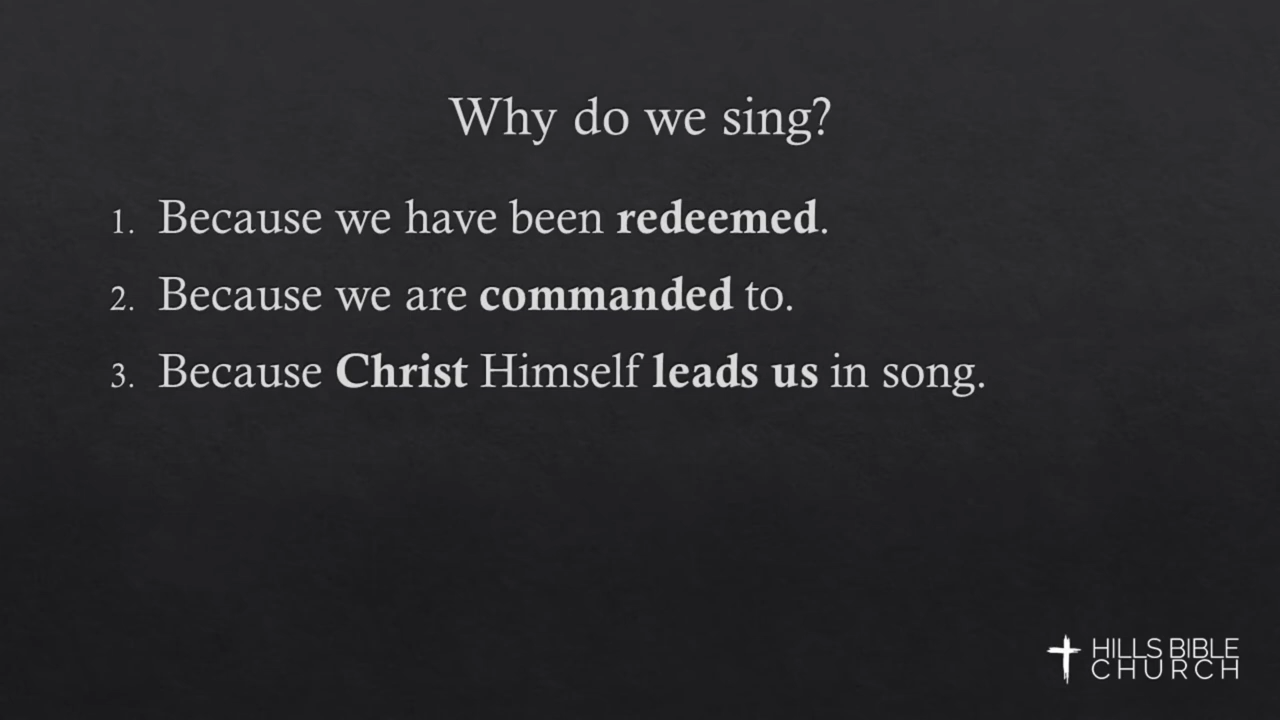 Why do we sing?
1. Because we have been redeemed.
2. Because we are commanded to.
3. Because Christ Himself leads us in song.
HILLS BIBLE
CHURCH